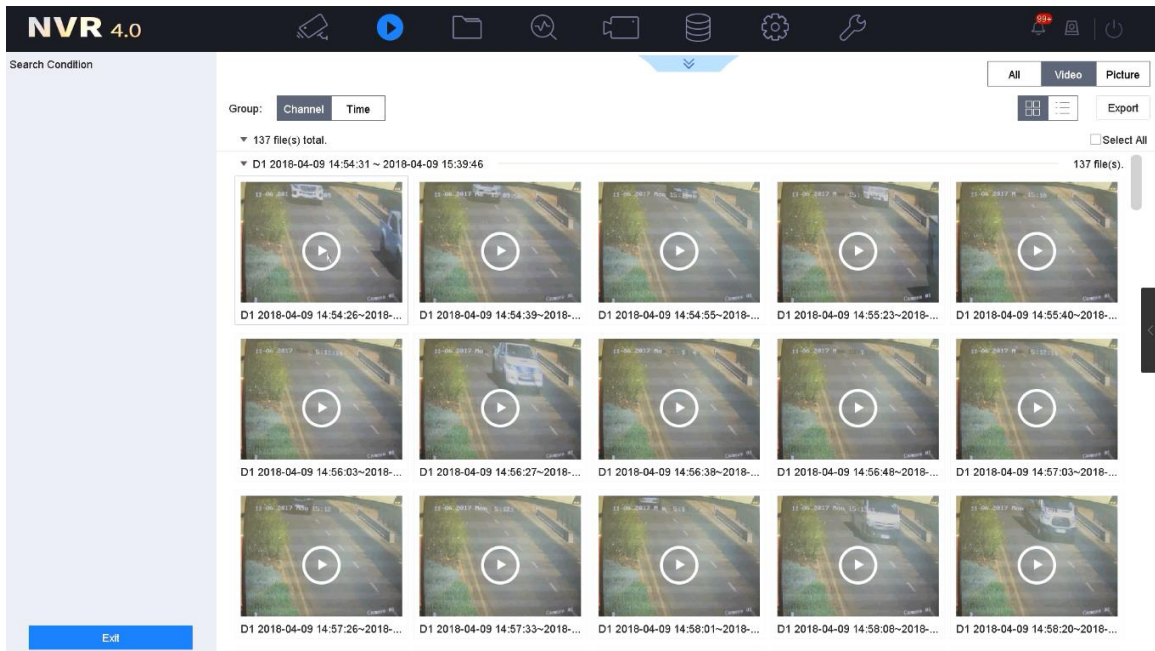 NVR 4.0
99+
Search Condition
All Video Picture
Group: Channel Time
Export
137 file(s) total.
Select All
D1 2018-04-09 14:54:31 ~ 2018-04-09 15:39:46
137 file(s).
D1 2018-04-09 14:54:26~2018-...
D1 2018-04-09 14:54:39~2018-...
D1 2018-04-09 14:54:55~2018-...
D1 2018-04-09 14:55:23~2018-...
D1 2018-04-09 14:55:40~2018-...
D1 2018-04-09 14:56:03~2018-...
D1 2018-04-09 14:56:27~2018-...
D1 2018-04-09 14:56:38~2018-...
D1 2018-04-09 14:56:48~2018-...
D1 2018-04-09 14:57:03~2018-...
D1 2018-04-09 14:57:26~2018-...
D1 2018-04-09 14:57:33~2018-...
D1 2018-04-09 14:58:01~2018-...
D1 2018-04-09 14:58:08~2018-...
D1 2018-04-09 14:58:20~2018-...
Exit